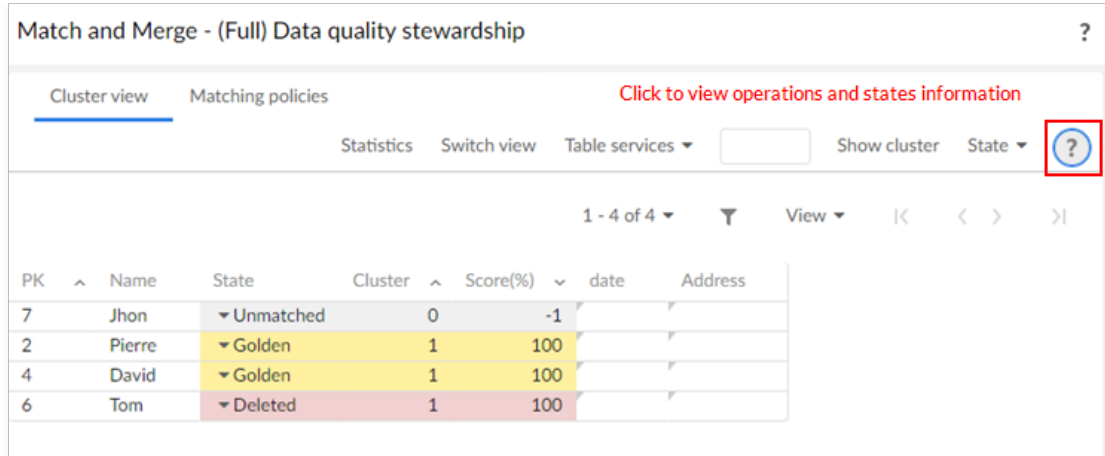 Match and Merge - (Full) Data quality stewardship ?
Cluster view Matching policies Click to view operations and states information
Statistics Switch view Table services Show cluster State ?
1 - 4 of 4 View
PK Name State Cluster Score(%) date Address
7 Jhon Unmatched 0 -1
2 Pierre Golden 1 100
4 David Golden 1 100
6 Tom Deleted 1 100